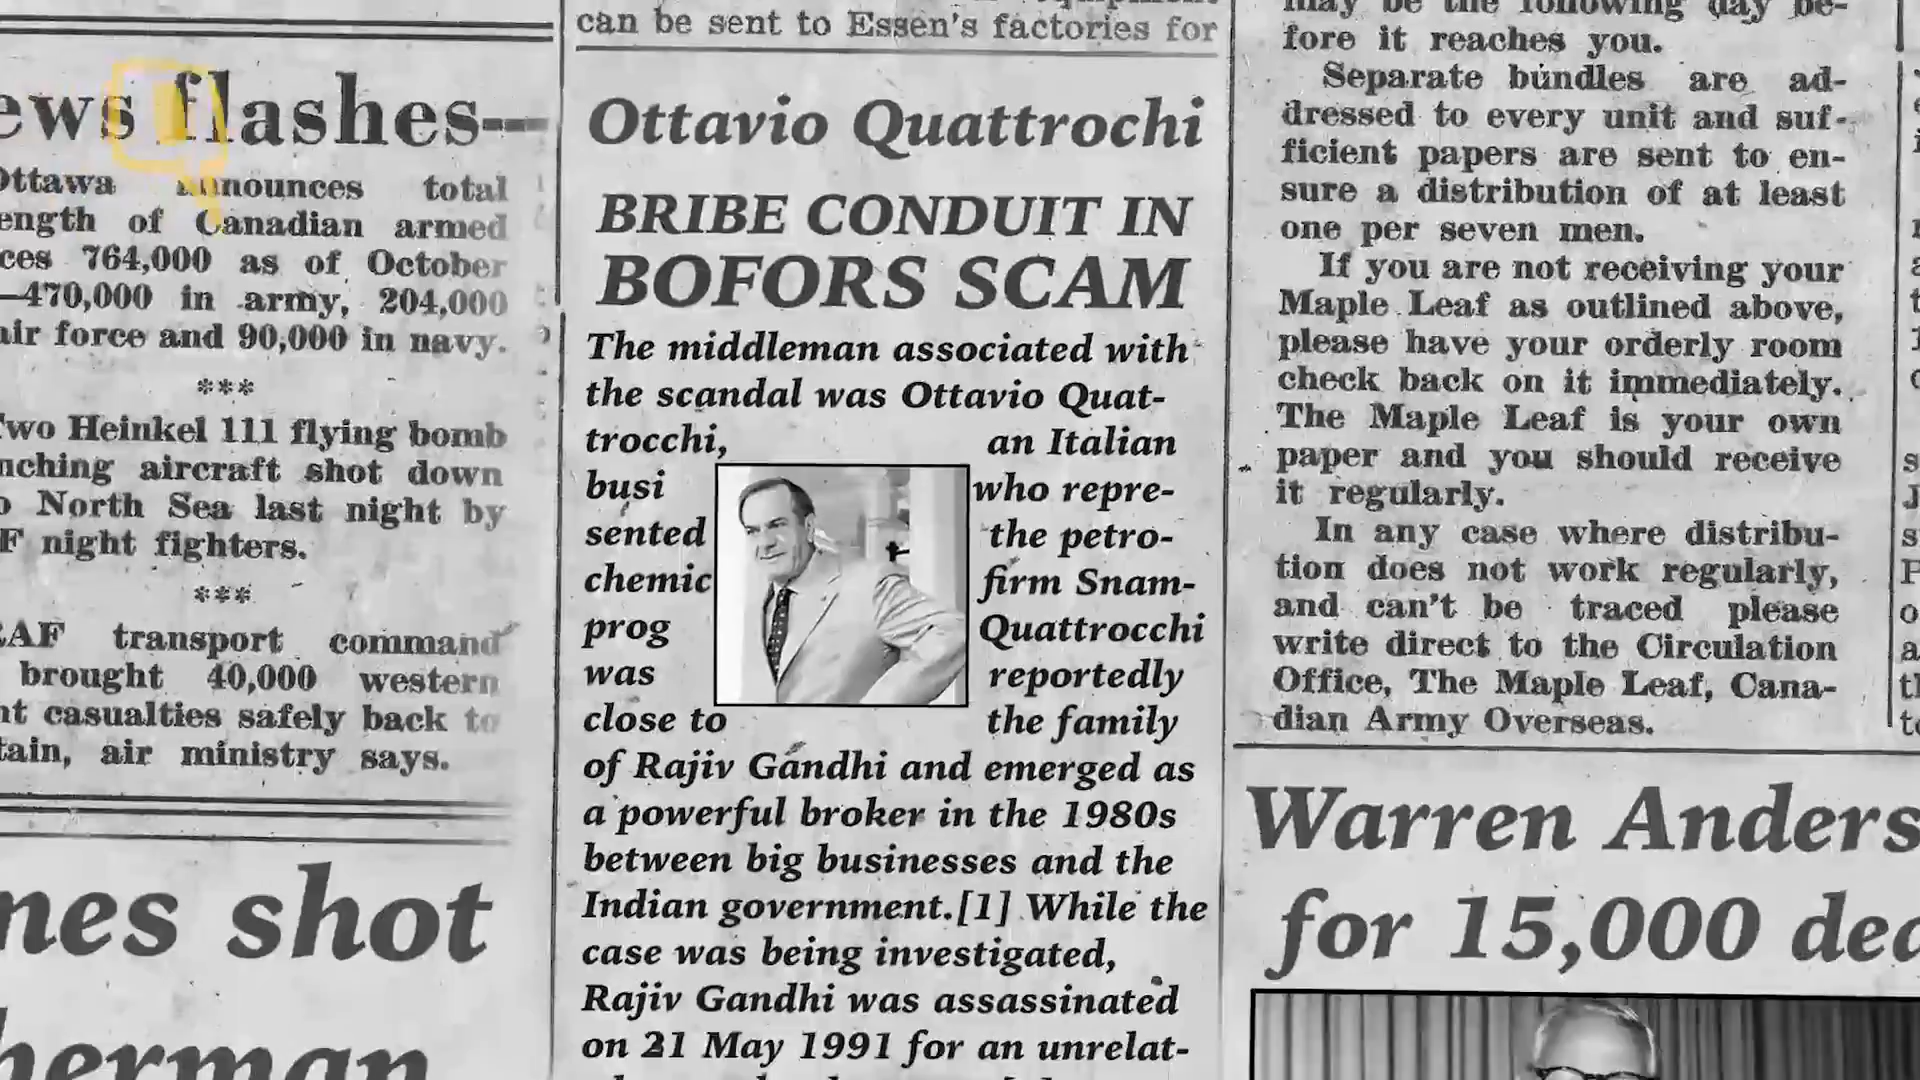 ews flashes—
Ottawa announces total
ength of Canadian armed
ces 764,000 as of October
—470,000 in army, 204,000
air force and 90,000 in navy.
***
Two Heinkel 111 flying bomb
nching aircraft shot down
North Sea last night by
F night fighters.
***
RAF transport command
brought 40,000 western
nt casualties safely back to
tain, air ministry says.
nes shot
herman
can be sent to Essen's factories for
Ottavio Quattrochi
BRIBE CONDUIT IN
BOFORS SCAM
The middleman associated with
the scandal was Ottavio Quat-
trocchi, an Italian
busi who repre-
sented the petro-
chemic firm Snam-
prog Quattrocchi
was reportedly
close to the family
of Rajiv Gandhi and emerged as
a powerful broker in the 1980s
between big businesses and the
Indian government.[1] While the
case was being investigated,
Rajiv Gandhi was assassinated
on 21 May 1991 for an unrelat-
may be the following day be-
fore it reaches you.
Separate bundles are ad-
dressed to every unit and suf-
ficient papers are sent to en-
sure a distribution of at least
one per seven men.
If you are not receiving your
Maple Leaf as outlined above,
please have your orderly room
check back on it immediately.
The Maple Leaf is your own
paper and you should receive
it regularly.
In any case where distribu-
tion does not work regularly,
and can't be traced please
write direct to the Circulation
Office, The Maple Leaf, Cana-
dian Army Overseas.
Warren Anders
for 15,000 dea